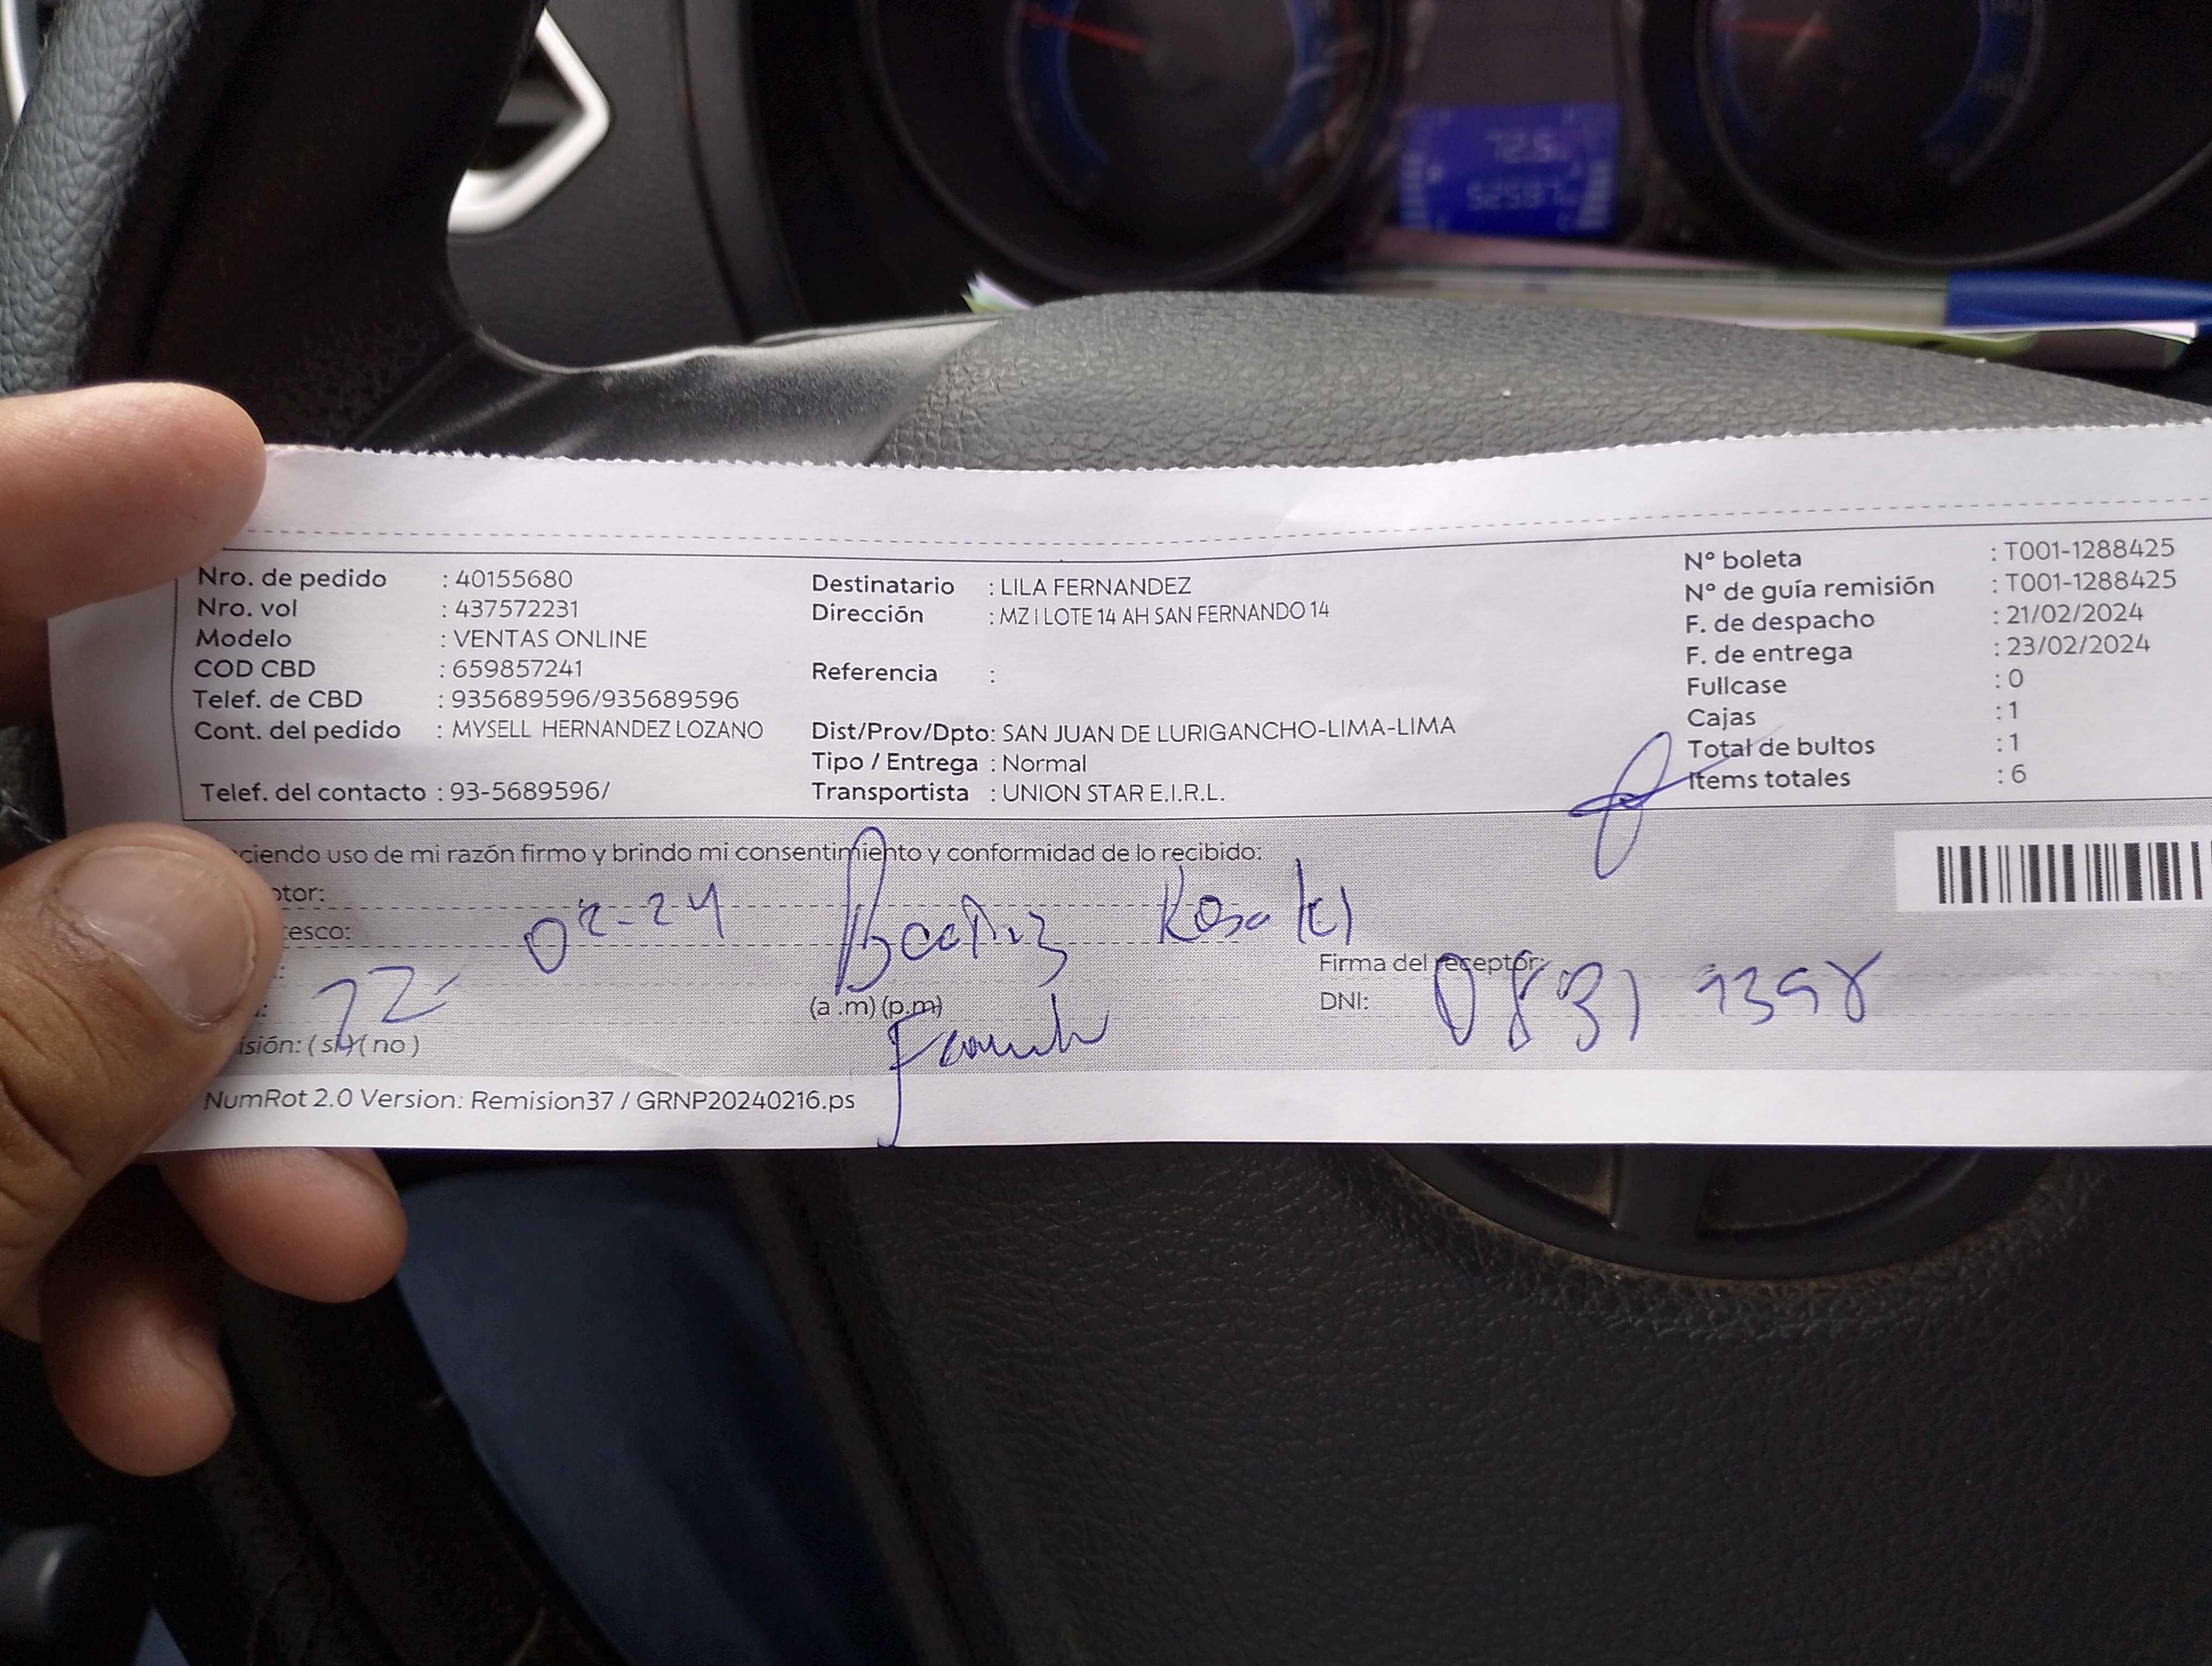 Nro. de pedido : 40155680
Nro. vol : 437572231
Modelo : VENTAS ONLINE
COD CBD : 659857241
Telef. de CBD : 935689596/935689596
Cont. del pedido : MYSELL HERNANDEZ LOZANO
Telef. del contacto : 93-5689596/
Destinatario : LILA FERNANDEZ
Dirección : MZ I LOTE 14 AH SAN FERNANDO 14
Referencia :
Dist/Prov/Dpto: SAN JUAN DE LURIGANCHO-LIMA-LIMA
Tipo / Entrega : Normal
Transportista : UNION STAR E.I.R.L.
N° boleta : T001-1288425
N° de guía remisión : T001-1288425
F. de despacho : 21/02/2024
F. de entrega : 23/02/2024
Fullcase : 0
Cajas : 1
Total de bultos : 1
Items totales : 6
ciendo uso de mi razón firmo y brindo mi consentimiento y conformidad de lo recibido:
tor:
esco:
22- 02-24
(a .m) (p.m)
Firma del receptor:
DNI:
isión: ( si ) ( no )
NumRot 2.0 Version: Remision37 / GRNP20240216.ps